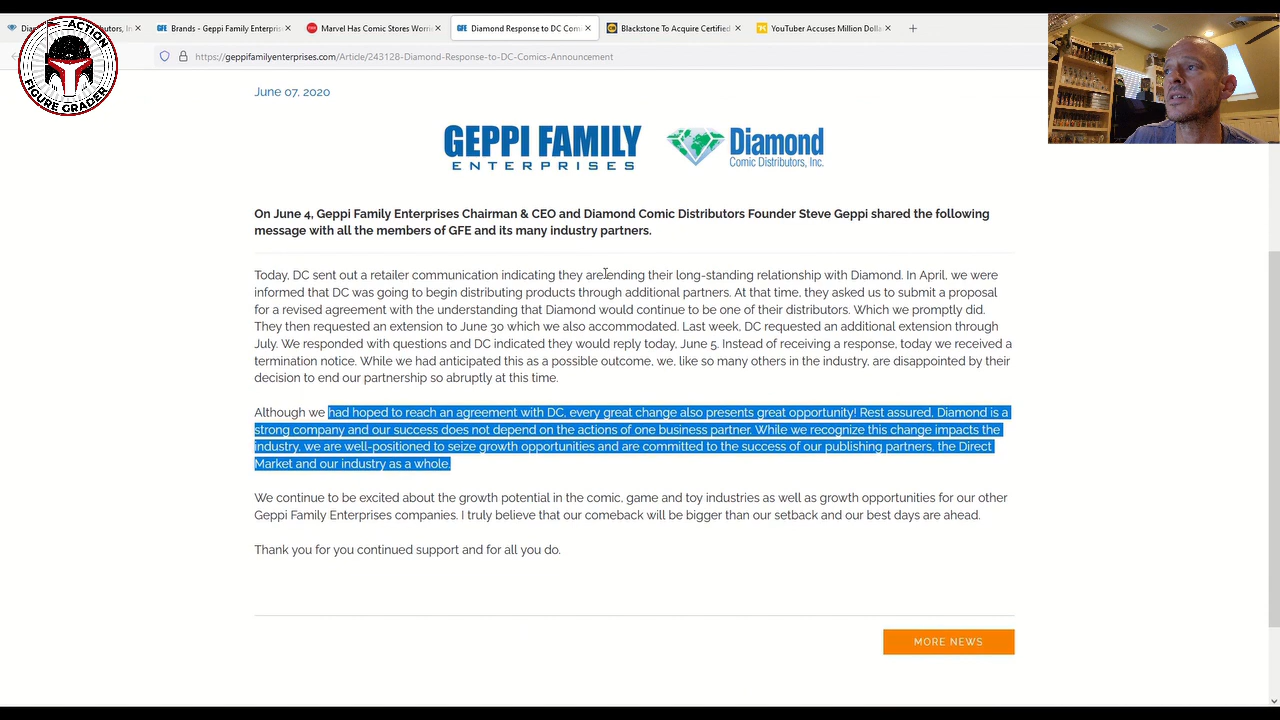 Diamond Comic Distributors, In
Brands - Geppi Family Enterpris
Marvel Has Comic Stores Worri
Diamond Response to DC Com
Blackstone To Acquire Certified
YouTuber Accuses Million Dolla
https://geppifamilyenterprises.com/Article/243128-Diamond-Response-to-DC-Comics-Announcement
THE ACTION
FIGURE GRADER
June 07, 2020
GEPPI FAMILY
ENTERPRISES
Diamond
Comic Distributors, Inc.
On June 4, Geppi Family Enterprises Chairman & CEO and Diamond Comic Distributors Founder Steve Geppi shared the following
message with all the members of GFE and its many industry partners.
Today, DC sent out a retailer communication indicating they are ending their long-standing relationship with Diamond. In April, we were
informed that DC was going to begin distributing products through additional partners. At that time, they asked us to submit a proposal
for a revised agreement with the understanding that Diamond would continue to be one of their distributors. Which we promptly did.
They then requested an extension to June 30 which we also accommodated. Last week, DC requested an additional extension through
July. We responded with questions and DC indicated they would reply today, June 5. Instead of receiving a response, today we received a
termination notice. While we had anticipated this as a possible outcome, we, like so many others in the industry, are disappointed by their
decision to end our partnership so abruptly at this time.
Although we had hoped to reach an agreement with DC, every great change also presents great opportunity! Rest assured, Diamond is a
strong company and our success does not depend on the actions of one business partner. While we recognize this change impacts the
industry, we are well-positioned to seize growth opportunities and are committed to the success of our publishing partners, the Direct
Market and our industry as a whole.
We continue to be excited about the growth potential in the comic, game and toy industries as well as growth opportunities for our other
Geppi Family Enterprises companies. I truly believe that our comeback will be bigger than our setback and our best days are ahead.
Thank you for you continued support and for all you do.
MORE NEWS